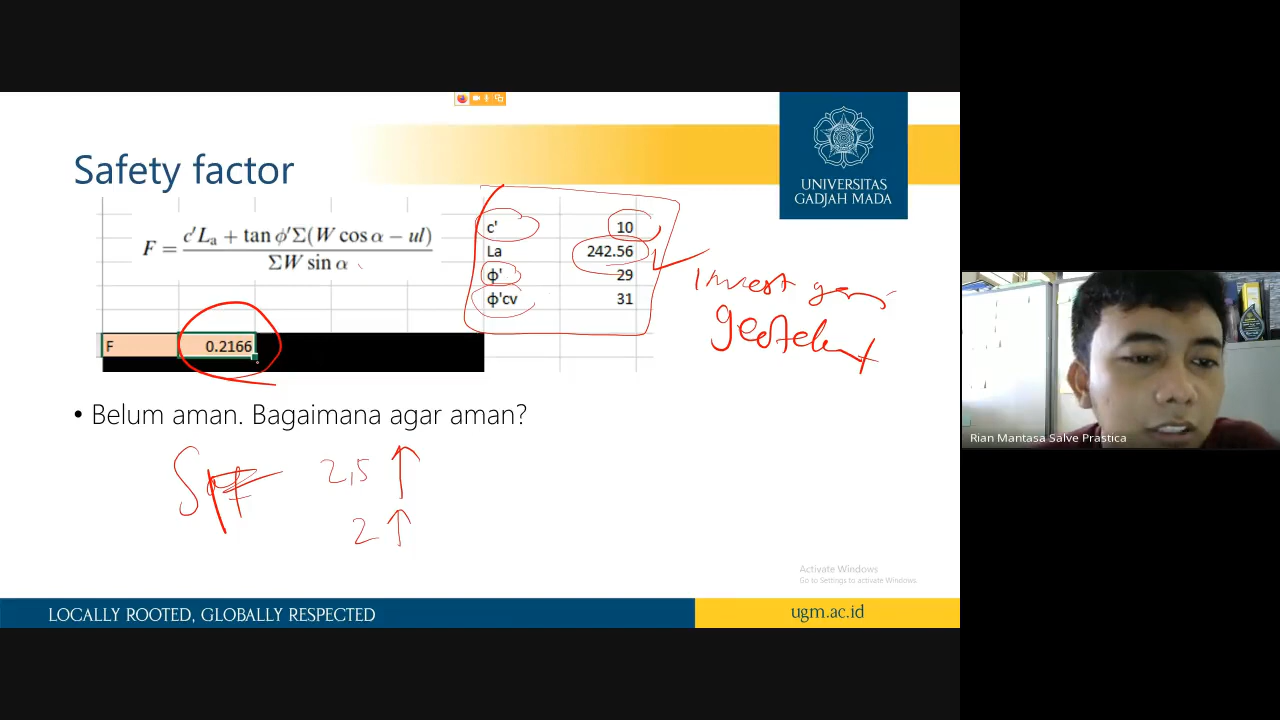 UNIVERSITAS
GADJAH MADA
Safety factor
F = c′Lₐ + tan ϕ′Σ(W cos α − ul) / ΣW sin α
c' 10
La 242.56
ϕ' 29
ϕ'cv 31
F 0.2166
Invest
• Belum aman. Bagaimana agar aman?
2,5 ↑
2 ↑
Rian Mantasa Salve Prastica
Activate Windows
Go to Settings to activate Windows.
LOCALLY ROOTED, GLOBALLY RESPECTED
ugm.ac.id